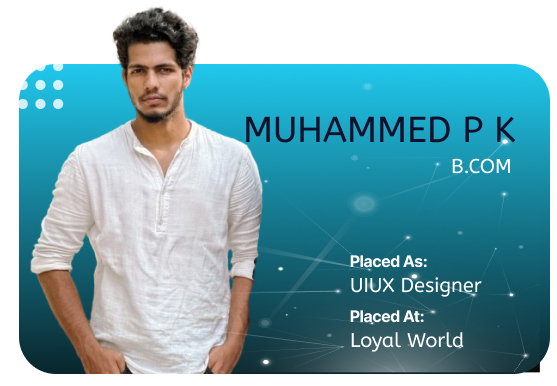 MUHAMMED P K
B.COM
Placed As:
UIUX Designer
Placed At:
Loyal World